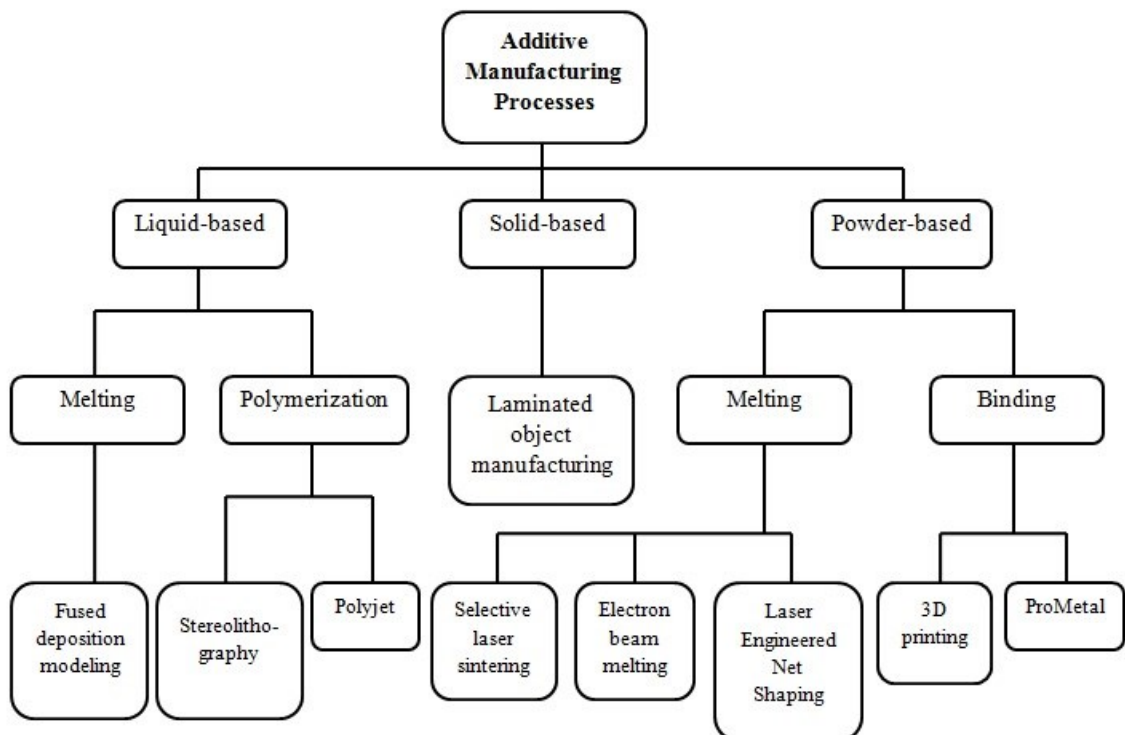 Additive
Manufacturing
Processes
Liquid-based
Solid-based
Powder-based
Melting
Polymerization
Laminated
object
manufacturing
Melting
Binding
Fused
deposition
modeling
Stereolitho-
graphy
Polyjet
Selective
laser
sintering
Electron
beam
melting
Laser
Engineered
Net
Shaping
3D
printing
ProMetal